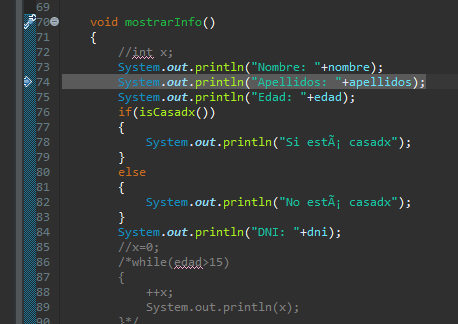 69
70 void mostrarInfo()
71 {
72 //int x;
73 System.out.println("Nombre: "+nombre);
74 System.out.println("Apellidos: "+apellidos);
75 System.out.println("Edad: "+edad);
76 if(isCasadx())
77 {
78 System.out.println("Si estÃ¡ casadx");
79 }
80 else
81 {
82 System.out.println("No estÃ¡ casadx");
83 }
84 System.out.println("DNI: "+dni);
85 //x=0;
86 /*while(edad>15)
87 {
88 ++x;
89 System.out.println(x);
90 }*/